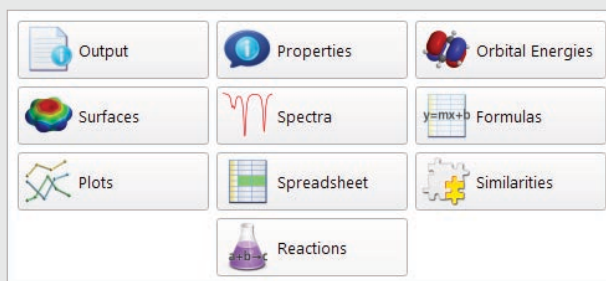 Output Properties Orbital Energies
Surfaces Spectra y=mx+b Formulas
Plots Spreadsheet Similarities
a+b→c Reactions